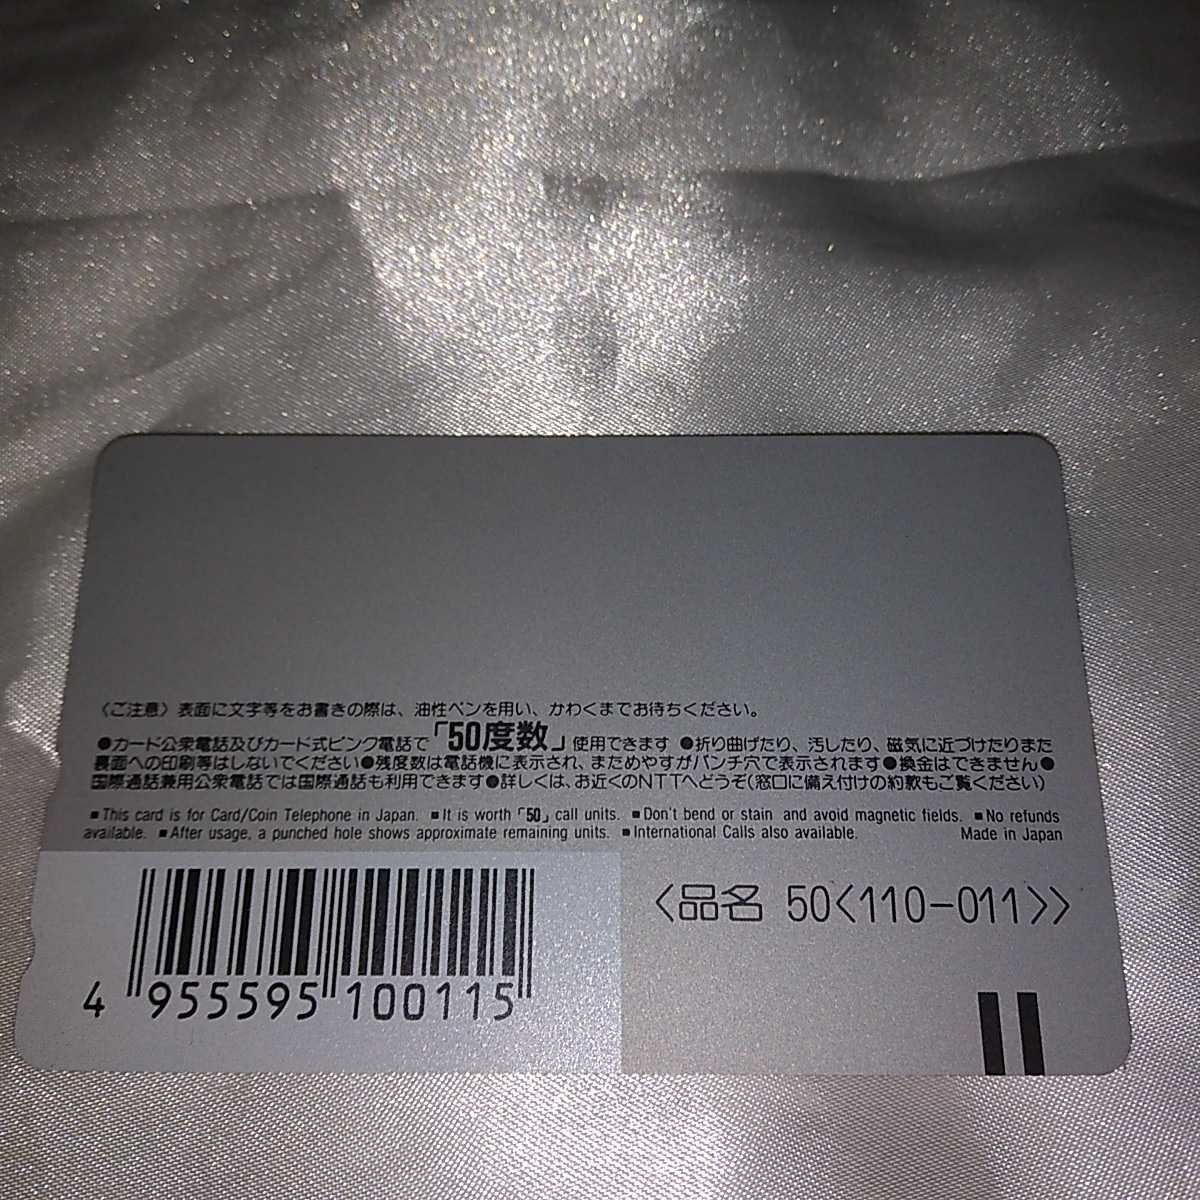 〈ご注意〉表面に文字等をお書きの際は、油性ペンを用い、かわくまでお待ちください。
●カード公衆電話及びカード式ピンク電話で「50度数」使用できます ●折り曲げたり、汚したり、磁気に近づけたりまた
裏面への印刷等はしないでください●残度数は電話機に表示され、まためやすがパンチ穴で表示されます●換金はできません●
国際通話兼用公衆電話では国際通話も利用できます●詳しくは、お近くのNTTへどうぞ(窓口に備え付けの約款もご覧ください)
■This card is for Card/Coin Telephone in Japan. ■It is worth「50」call units. ■Don't bend or stain and avoid magnetic fields. ■No refunds
available. ■After usage, a punched hole shows approximate remaining units. ■International Calls also available. Made in Japan
〈品名 50〈110-011〉〉
4 955595 100115